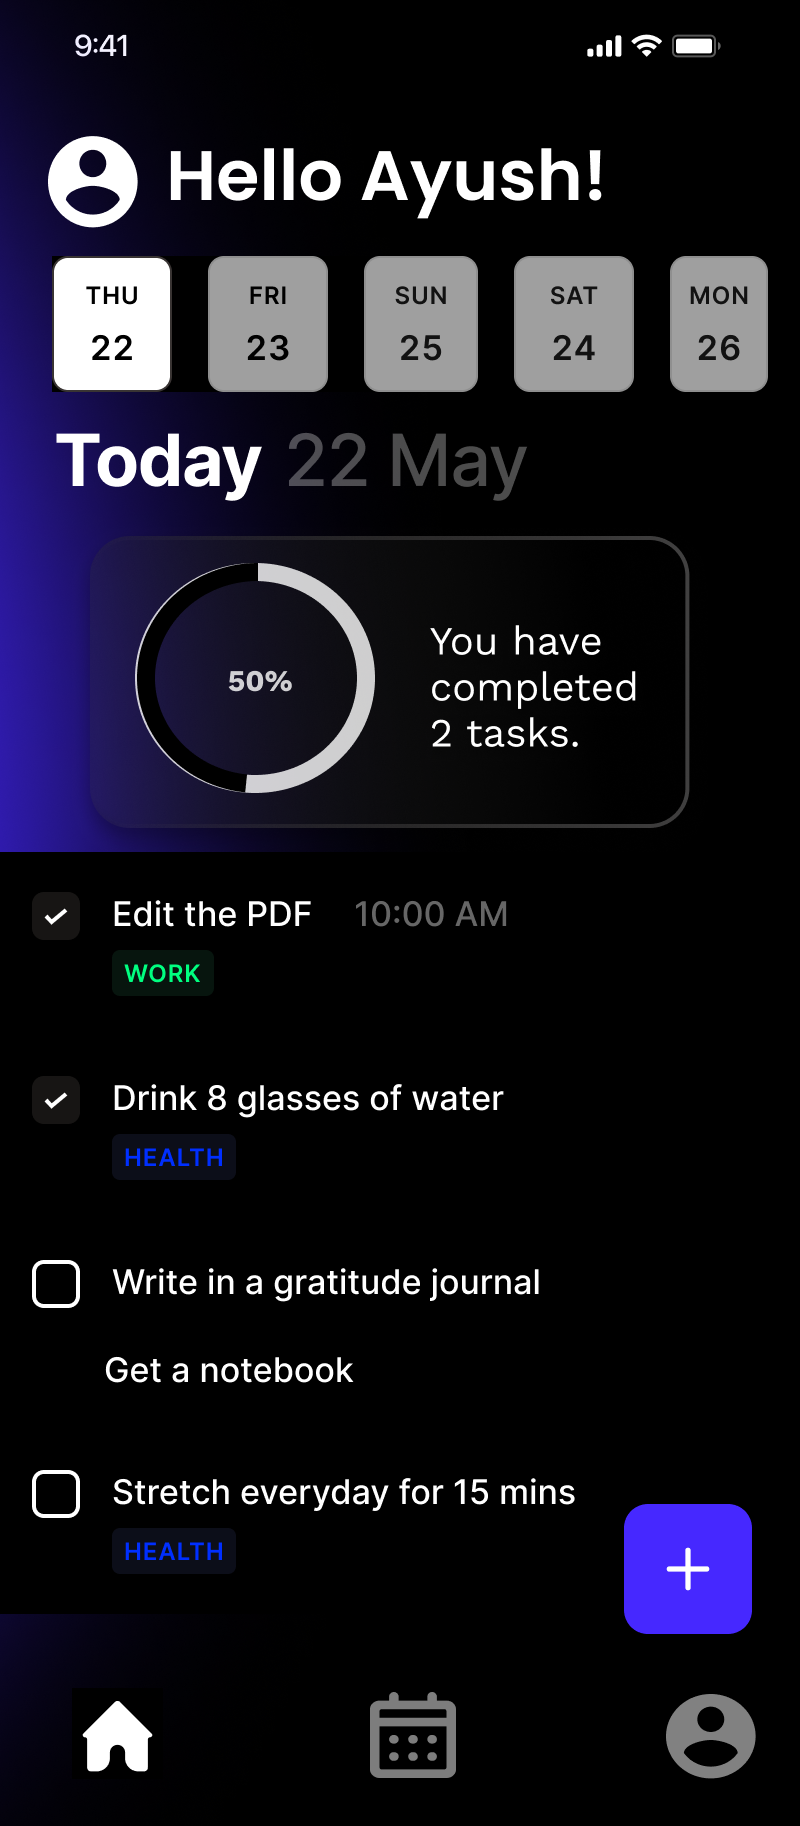 9:41
Hello Ayush!
THU FRI SUN SAT MON
22 23 25 24 26
Today 22 May
50%
You have
completed
2 tasks.
Edit the PDF 10:00 AM
WORK
Drink 8 glasses of water
HEALTH
Write in a gratitude journal
Get a notebook
Stretch everyday for 15 mins
HEALTH